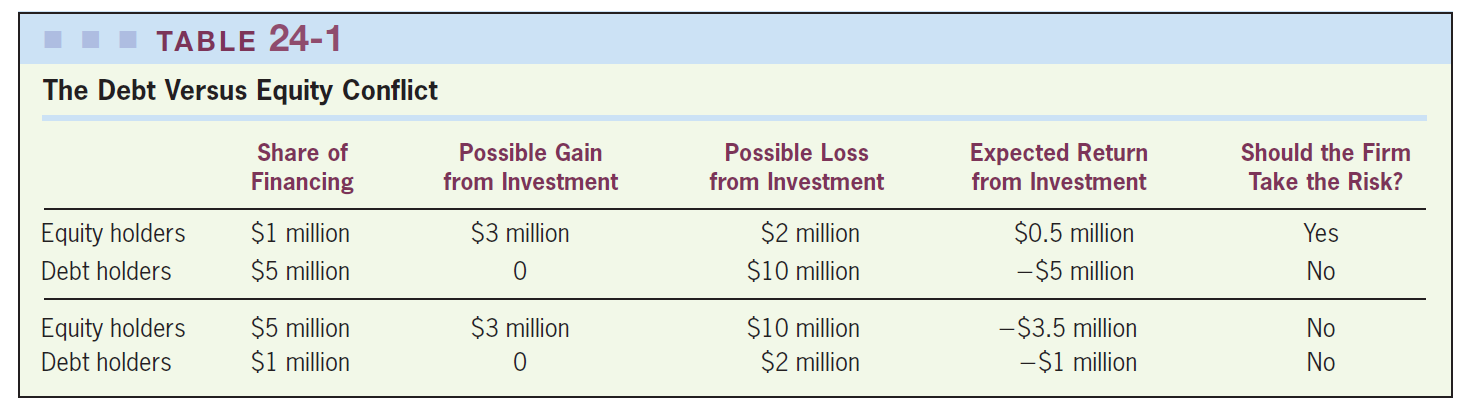 TABLE 24-1
The Debt Versus Equity Conflict
Share of Financing Possible Gain from Investment Possible Loss from Investment Expected Return from Investment Should the Firm Take the Risk?
Equity holders $1 million $3 million $2 million $0.5 million Yes
Debt holders $5 million 0 $10 million –$5 million No
Equity holders $5 million $3 million $10 million –$3.5 million No
Debt holders $1 million 0 $2 million –$1 million No